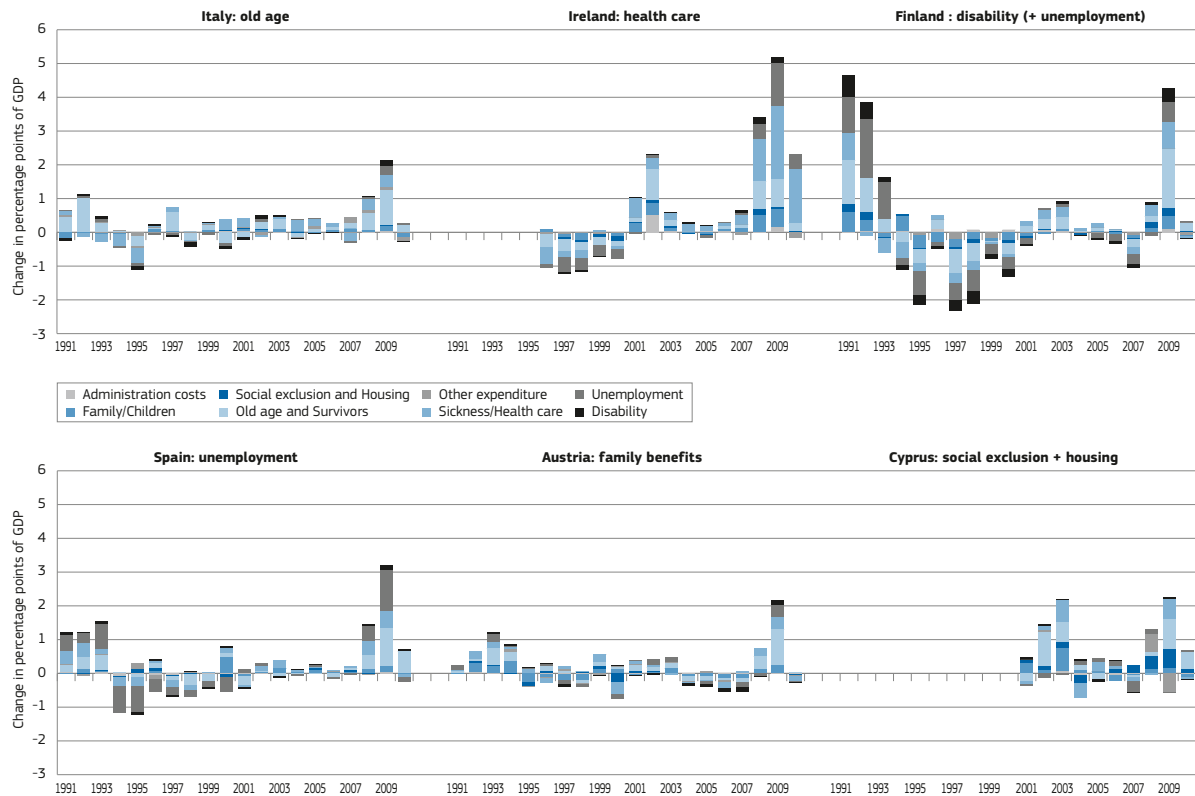 Italy: old age
Ireland: health care
Finland : disability (+ unemployment)
Change in percentage points of GDP
6
5
4
3
2
1
0
-1
-2
-3
1991 1993 1995 1997 1999 2001 2003 2005 2007 2009
1991 1993 1995 1997 1999 2001 2003 2005 2007 2009
1991 1993 1995 1997 1999 2001 2003 2005 2007 2009
Administration costs Social exclusion and Housing Other expenditure Unemployment
Family/Children Old age and Survivors Sickness/Health care Disability
Spain: unemployment
Austria: family benefits
Cyprus: social exclusion + housing
Change in percentage points of GDP
6
5
4
3
2
1
0
-1
-2
-3
1991 1993 1995 1997 1999 2001 2003 2005 2007 2009
1991 1993 1995 1997 1999 2001 2003 2005 2007 2009
1991 1993 1995 1997 1999 2001 2003 2005 2007 2009